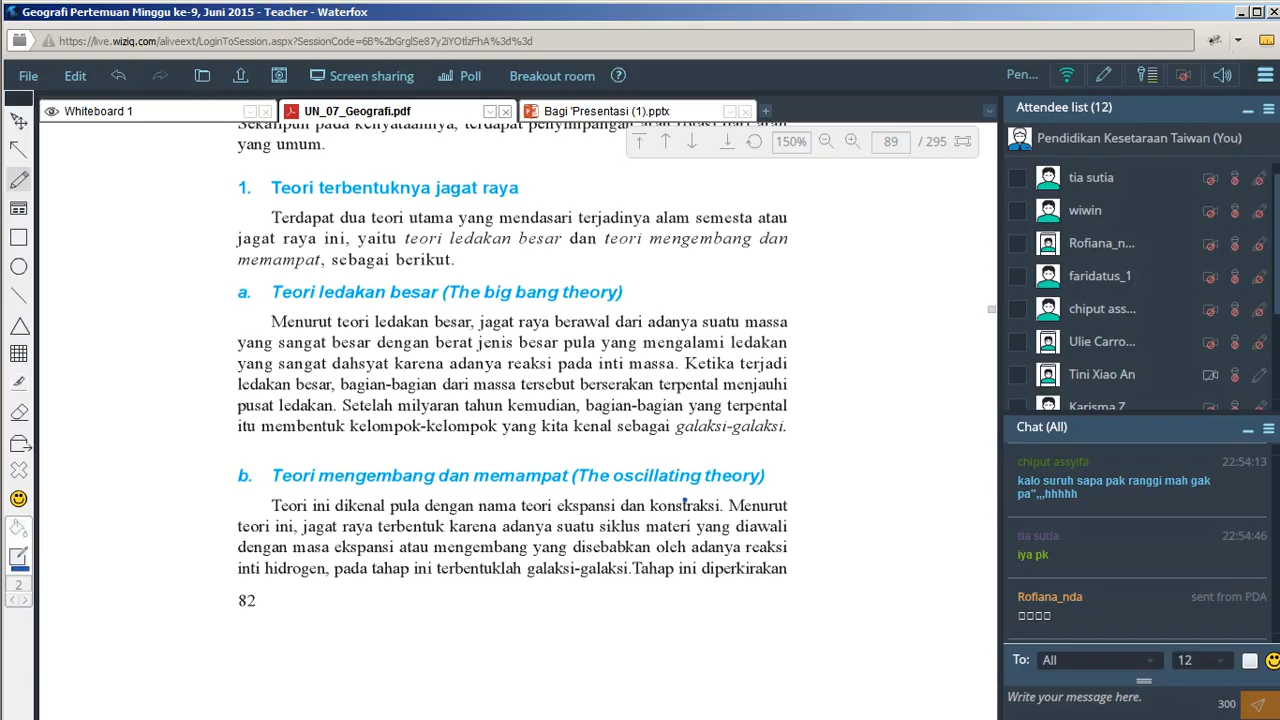 Geografi Pertemuan Minggu ke-9, Juni 2015 - Teacher - Waterfox
https://live.wiziq.com/aliveext/LoginToSession.aspx?SessionCode=6B%2bGrglSe87y2iYOtlzFhA%3d%3d
File Edit Screen sharing Poll Breakout room Pen...
Whiteboard 1 UN_07_Geografi.pdf Bagi 'Presentasi (1).pptx
150% 89 / 295
Sekalipun pada kenyataannya, terdapat penyimpangan arah rotasi dari arah
yang umum.
1. Teori terbentuknya jagat raya
Terdapat dua teori utama yang mendasari terjadinya alam semesta atau
jagat raya ini, yaitu teori ledakan besar dan teori mengembang dan
memampat, sebagai berikut.
a. Teori ledakan besar (The big bang theory)
Menurut teori ledakan besar, jagat raya berawal dari adanya suatu massa
yang sangat besar dengan berat jenis besar pula yang mengalami ledakan
yang sangat dahsyat karena adanya reaksi pada inti massa. Ketika terjadi
ledakan besar, bagian-bagian dari massa tersebut berserakan terpental menjauhi
pusat ledakan. Setelah milyaran tahun kemudian, bagian-bagian yang terpental
itu membentuk kelompok-kelompok yang kita kenal sebagai galaksi-galaksi.
b. Teori mengembang dan memampat (The oscillating theory)
Teori ini dikenal pula dengan nama teori ekspansi dan konstraksi. Menurut
teori ini, jagat raya terbentuk karena adanya suatu siklus materi yang diawali
dengan masa ekspansi atau mengembang yang disebabkan oleh adanya reaksi
inti hidrogen, pada tahap ini terbentuklah galaksi-galaksi.Tahap ini diperkirakan
82
2
Attendee list (12)
Pendidikan Kesetaraan Taiwan (You)
tia sutia
wiwin
Rofiana_n...
faridatus_1
chiput ass...
Ulie Carro...
Tini Xiao An
Karisma Z
Chat (All)
chiput assyifa 22:54:13
kalo suruh sapa pak ranggi mah gak
pa",,,hhhhh
tia sutia 22:54:46
iya pk
Rofiana_nda sent from PDA
To: All 12
Write your message here. 300